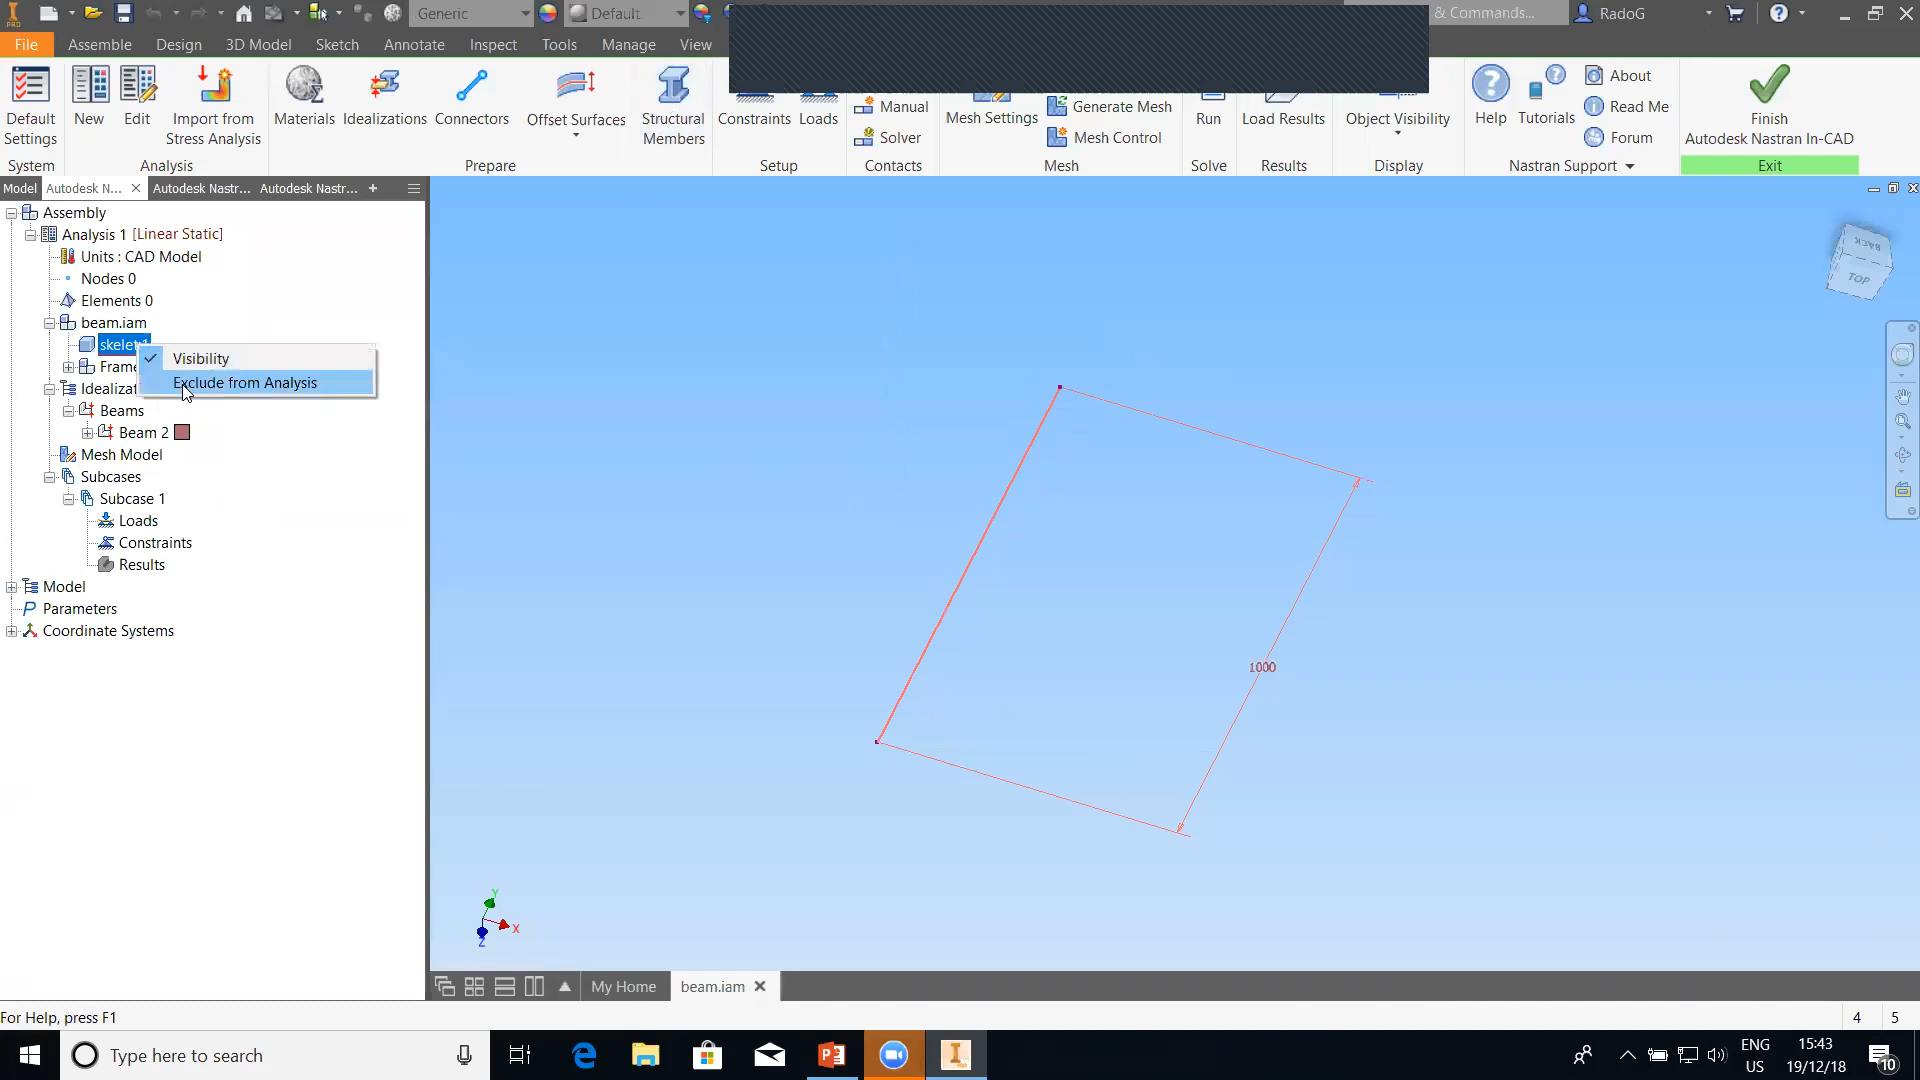 Generic
Default
& Commands...
RadoG
File
Assemble
Design
3D Model
Sketch
Annotate
Inspect
Tools
Manage
View
Default Settings
New
Edit
Import from Stress Analysis
Materials
Idealizations
Connectors
Offset Surfaces
Structural Members
Constraints
Loads
Manual
Solver
Mesh Settings
Generate Mesh
Mesh Control
Run
Load Results
Object Visibility
Help
Tutorials
About
Read Me
Forum
Finish
Autodesk Nastran In-CAD
System
Analysis
Prepare
Setup
Contacts
Mesh
Solve
Results
Display
Nastran Support
Exit
Model
Autodesk N...
Autodesk Nastr...
Autodesk Nastr...
Assembly
Analysis 1 [Linear Static]
Units : CAD Model
Nodes 0
Elements 0
beam.iam
skelet:1
Visibility
Frame
Exclude from Analysis
Idealizat
Beams
Beam 2
Mesh Model
Subcases
Subcase 1
Loads
Constraints
Results
Model
Parameters
Coordinate Systems
BACK
TOP
1000
Y
X
Z
My Home
beam.iam
For Help, press F1
4
5
Type here to search
ENG
US
15:43
19/12/18
10